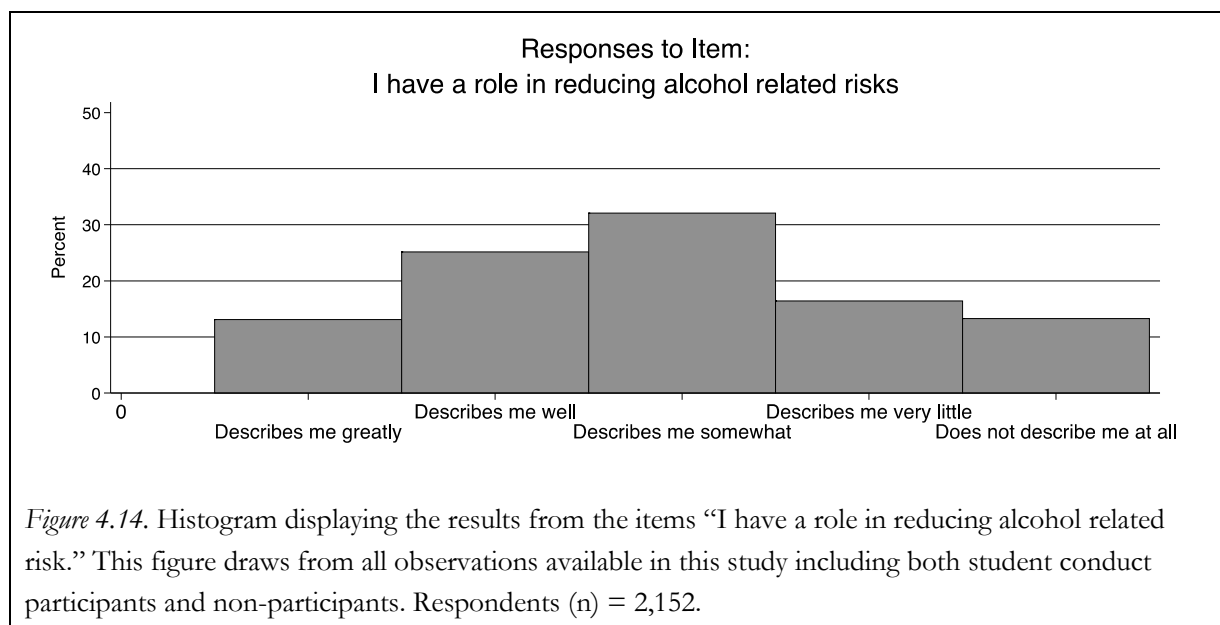 Responses to Item:
I have a role in reducing alcohol related risks
50
40
30
20
10
0
Percent
0
Describes me greatly
Describes me well
Describes me somewhat
Describes me very little
Does not describe me at all
Figure 4.14. Histogram displaying the results from the items “I have a role in reducing alcohol related
risk.” This figure draws from all observations available in this study including both student conduct
participants and non-participants. Respondents (n) = 2,152.